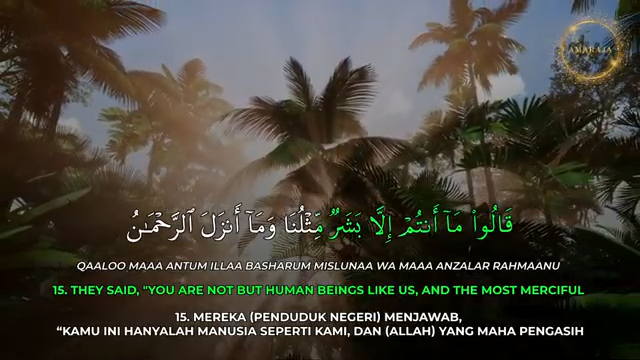 AMARAJA
قَالُوا۟ مَآ أَنتُمْ إِلَّا بَشَرٌۭ مِّثْلُنَا وَمَآ أَنزَلَ ٱلرَّحْمَـٰنُ
QAALOO MAAA ANTUM ILLAA BASHARUM MISLUNAA WA MAAA ANZALAR RAHMAANU
15. THEY SAID, "YOU ARE NOT BUT HUMAN BEINGS LIKE US, AND THE MOST MERCIFUL
15. MEREKA (PENDUDUK NEGERI) MENJAWAB,
“KAMU INI HANYALAH MANUSIA SEPERTI KAMI, DAN (ALLAH) YANG MAHA PENGASIH